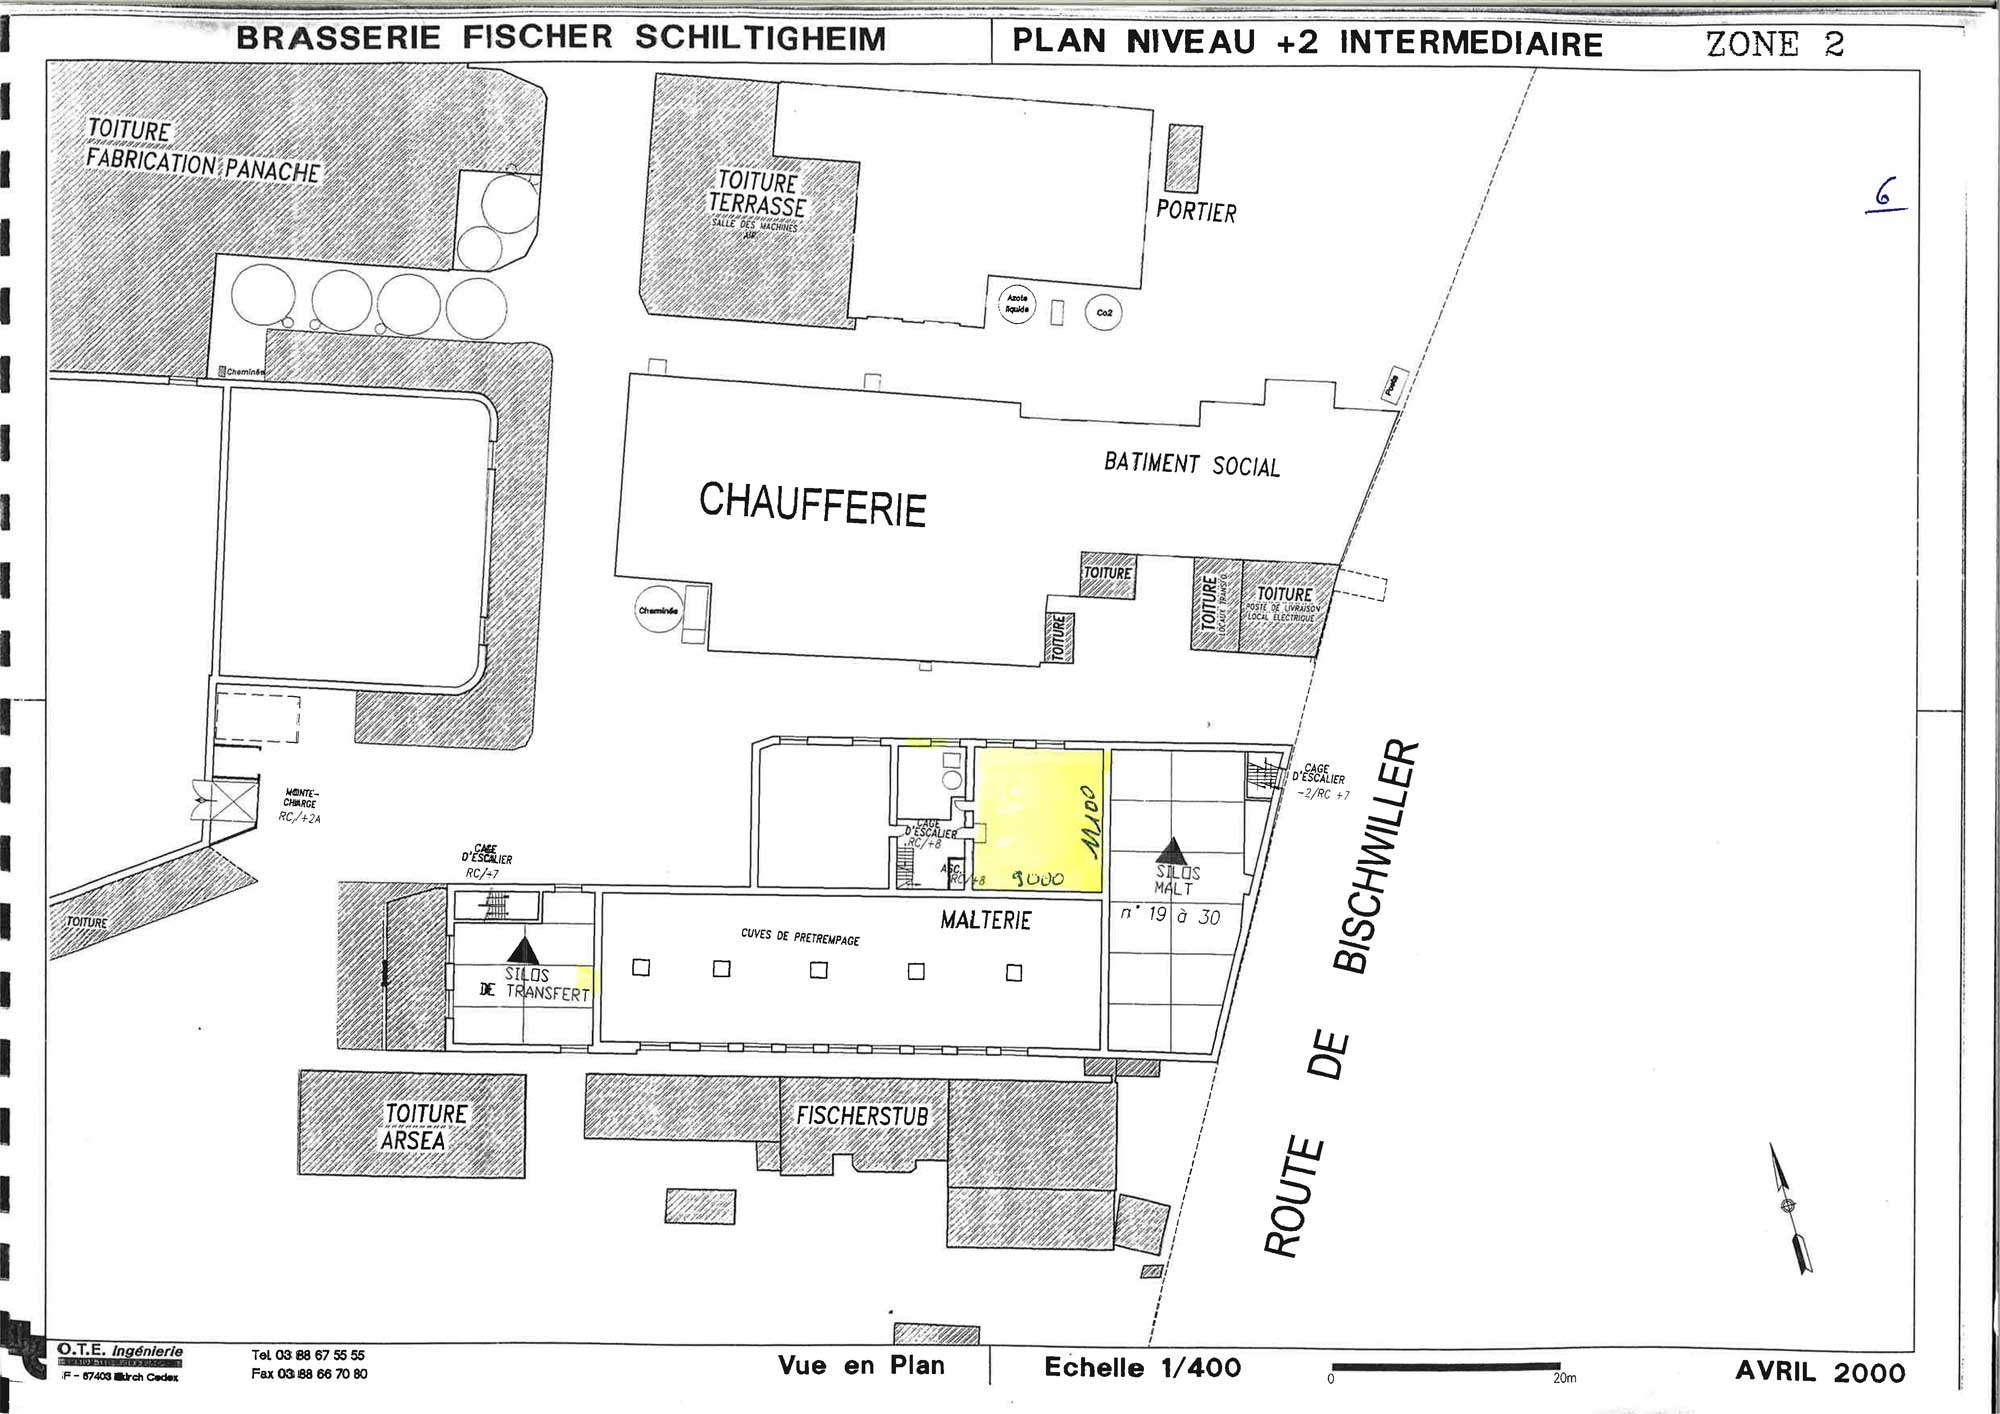 BRASSERIE FISCHER SCHILTIGHEIM
PLAN NIVEAU +2 INTERMEDIAIRE
ZONE 2
6
TOITURE
FABRICATION PANACHE
TOITURE
TERRASSE
SALLE DES MACHINES
AIR
PORTIER
Azote
liquide
Co2
Cheminée
Poste
BATIMENT SOCIAL
CHAUFFERIE
TOITURE
TOITURE
LOCAUX TRANSFO.
TOITURE
POSTE DE LIVRAISON
LOCAL ELECTRIQUE
Cheminée
TOITURE
MONTE-
CHARGE
RC/+2A
CAGE
D'ESCALIER
-2/RC +7
CAGE
D'ESCALIER
RC/+8
ASC.
RC/+8
11100
9000
CAGE
D'ESCALIER
RC/+7
SILOS
MALT
n° 19 à 30
TOITURE
MALTERIE
CUVES DE PRETREMPAGE
SILOS
DE TRANSFERT
ROUTE DE BISCHWILLER
TOITURE
ARSEA
FISCHERSTUB
O.T.E. Ingénierie
Tel. 03 88 67 55 55
Fax 03 88 66 70 80
Vue en Plan
Echelle 1/400
0
20m
AVRIL 2000